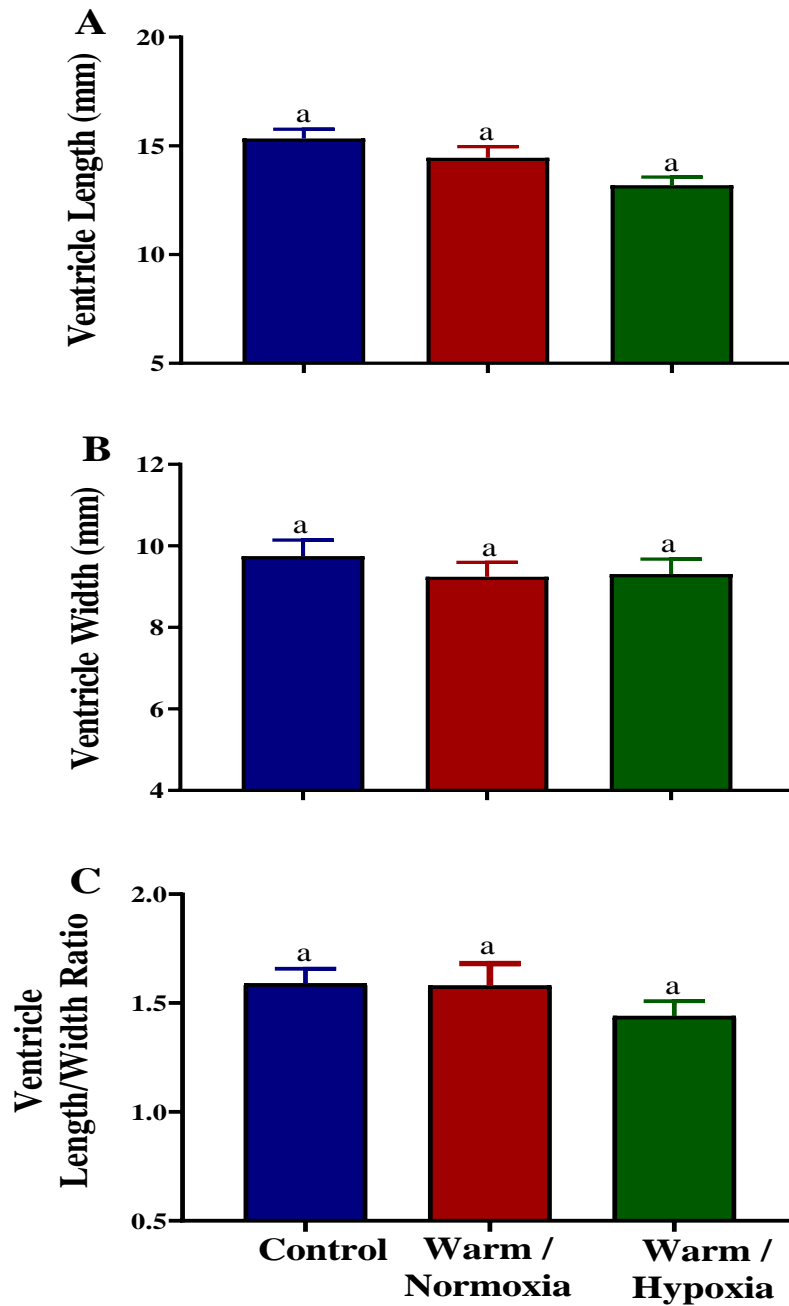 A
Ventricle Length (mm)
20
15
10
5
a
a
a
B
Ventricle Width (mm)
12
10
8
6
4
a
a
a
C
Ventricle
Length/Width Ratio
2.0
1.5
1.0
0.5
a
a
a
Control
Warm /
Normoxia
Warm /
Hypoxia